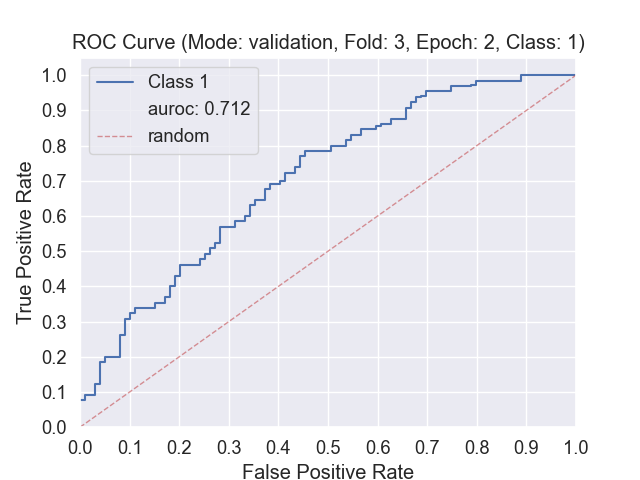 ROC Curve (Mode: validation, Fold: 3, Epoch: 2, Class: 1)
Class 1
auroc: 0.712
random
True Positive Rate
1.0
0.9
0.8
0.7
0.6
0.5
0.4
0.3
0.2
0.1
0.0
0.0 0.1 0.2 0.3 0.4 0.5 0.6 0.7 0.8 0.9 1.0
False Positive Rate